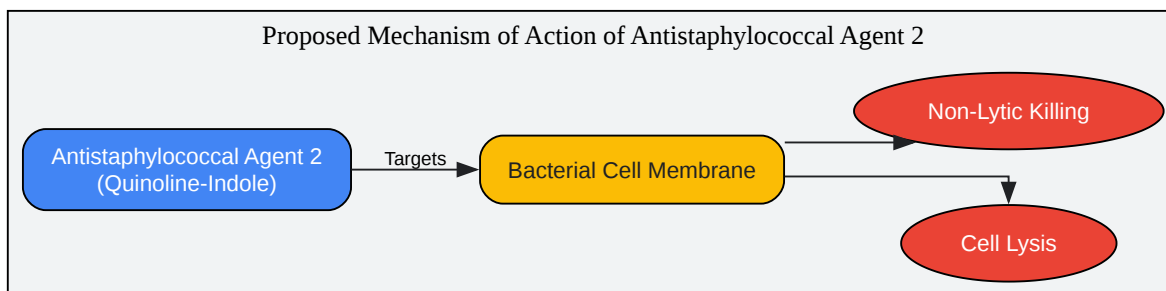 Proposed Mechanism of Action of Antistaphylococcal Agent 2
Antistaphylococcal Agent 2
(Quinoline-Indole)
Targets
Bacterial Cell Membrane
Non-Lytic Killing
Cell Lysis